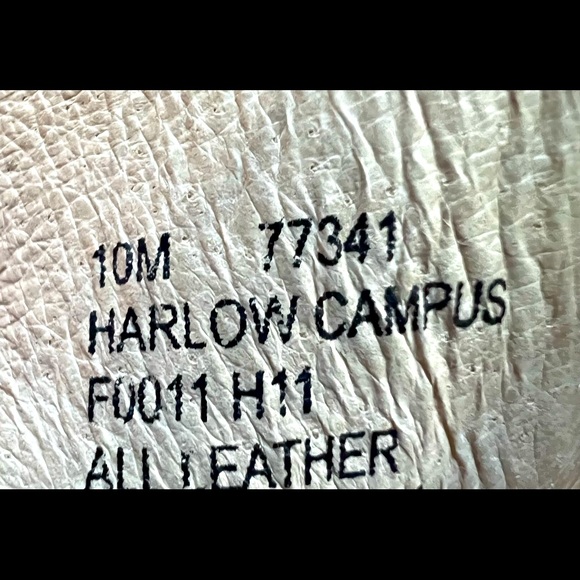 10M 77341
HARLOW CAMPUS
F0011 H11
ALL LEATHER